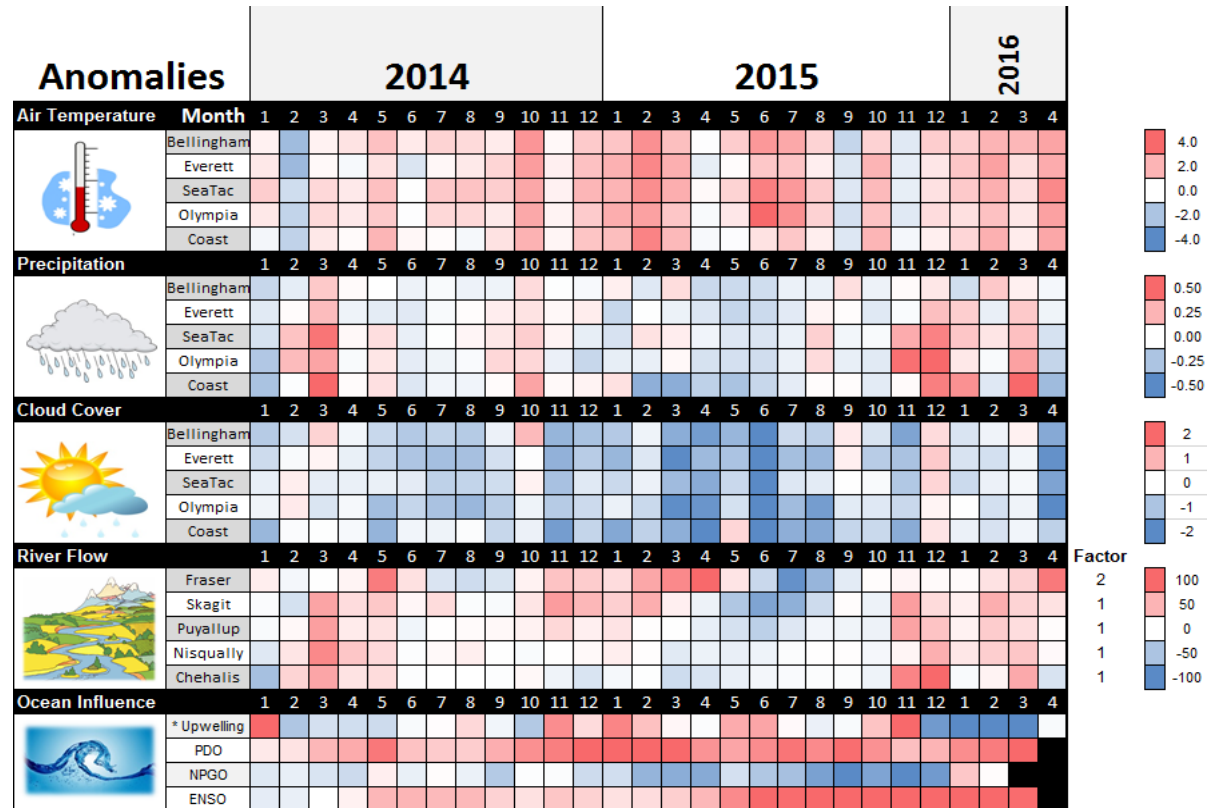 Anomalies 2014 2015 2016
Air Temperature Month 1 2 3 4 5 6 7 8 9 10 11 12 1 2 3 4 5 6 7 8 9 10 11 12 1 2 3 4
Bellingham 4.0
Everett 2.0
SeaTac 0.0
Olympia -2.0
Coast -4.0
Precipitation 1 2 3 4 5 6 7 8 9 10 11 12 1 2 3 4 5 6 7 8 9 10 11 12 1 2 3 4
Bellingham 0.50
Everett 0.25
SeaTac 0.00
Olympia -0.25
Coast -0.50
Cloud Cover 1 2 3 4 5 6 7 8 9 10 11 12 1 2 3 4 5 6 7 8 9 10 11 12 1 2 3 4
Bellingham 2
Everett 1
SeaTac 0
Olympia -1
Coast -2
River Flow 1 2 3 4 5 6 7 8 9 10 11 12 1 2 3 4 5 6 7 8 9 10 11 12 1 2 3 4 Factor
Fraser 2 100
Skagit 1 50
Puyallup 1 0
Nisqually 1 -50
Chehalis 1 -100
Ocean Influence 1 2 3 4 5 6 7 8 9 10 11 12 1 2 3 4 5 6 7 8 9 10 11 12 1 2 3 4
* Upwelling
PDO
NPGO
ENSO